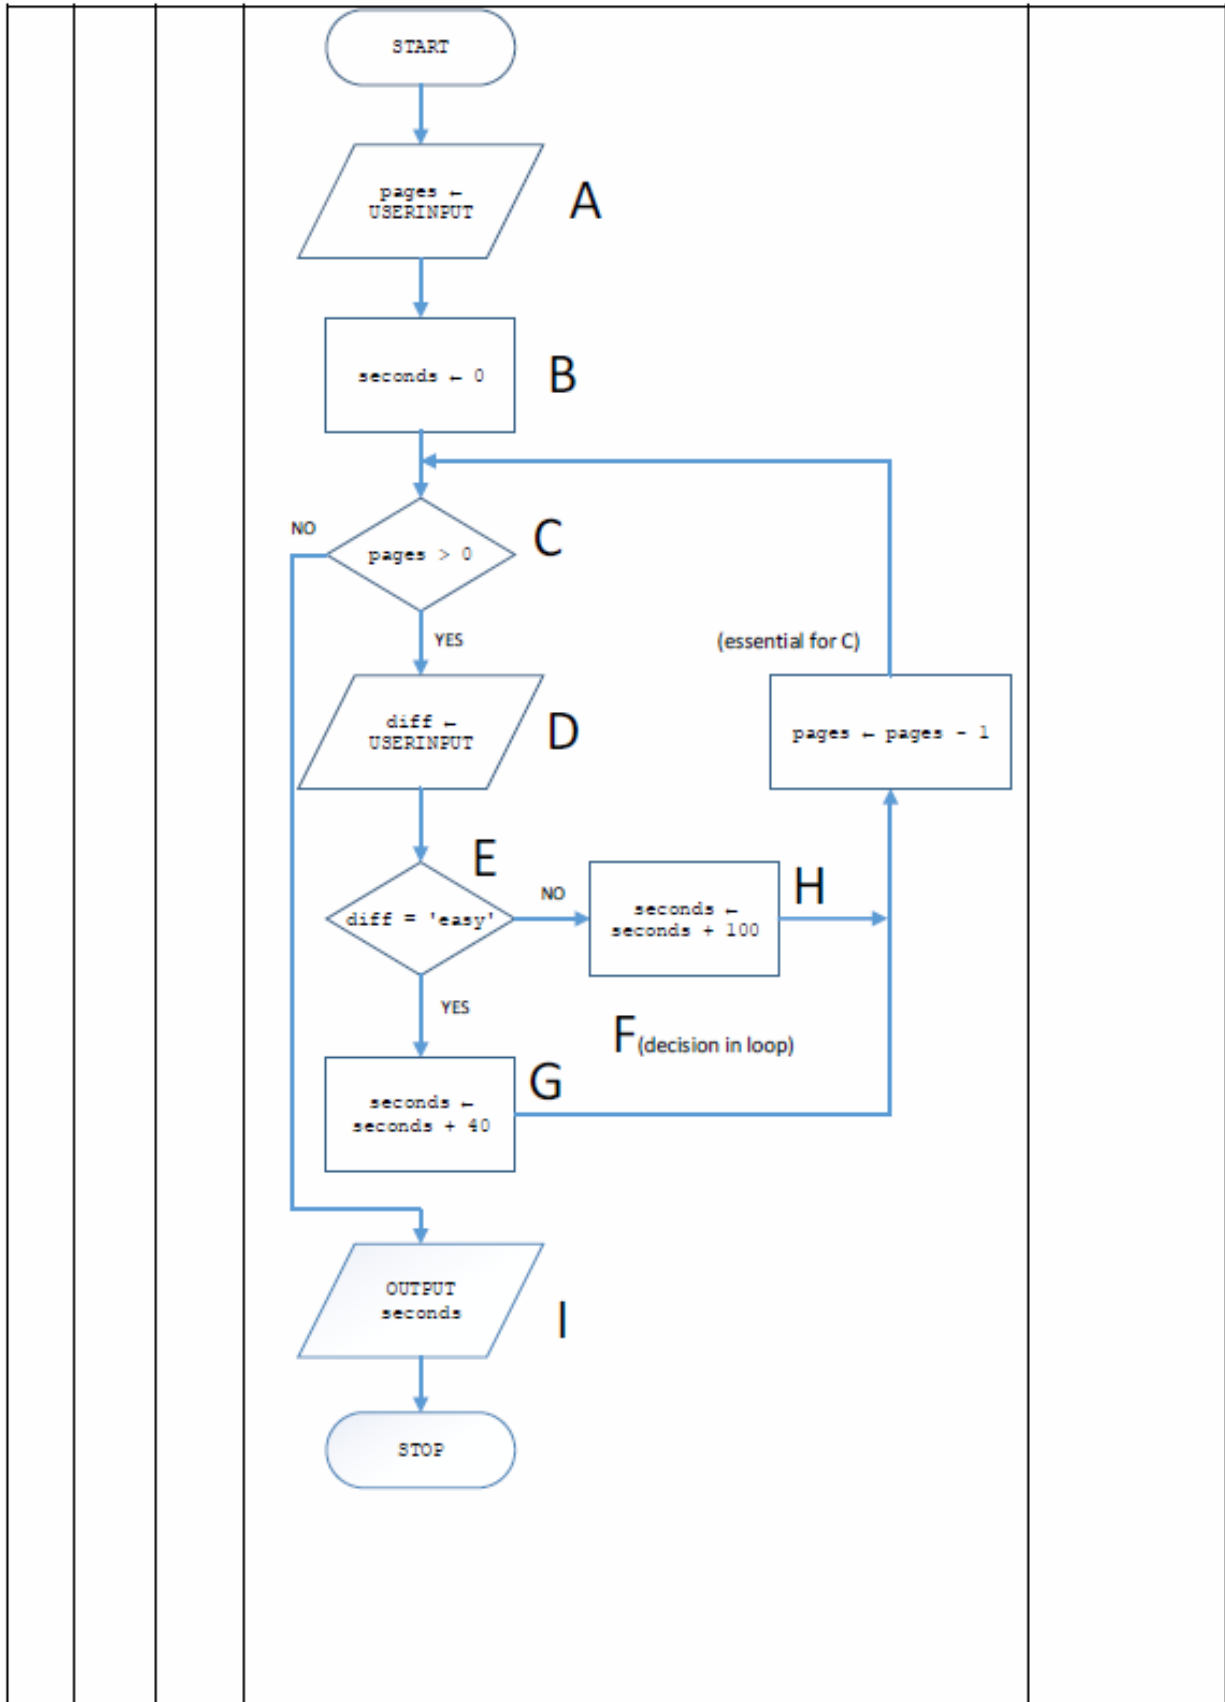 START
pages ←
USERINPUT
A
seconds ← 0
B
NO
pages > 0
C
YES
(essential for C)
diff ←
USERINPUT
D
pages ← pages - 1
E
diff = 'easy'
NO
seconds ←
seconds + 100
H
YES
F(decision in loop)
seconds ←
seconds + 40
G
OUTPUT
seconds
I
STOP